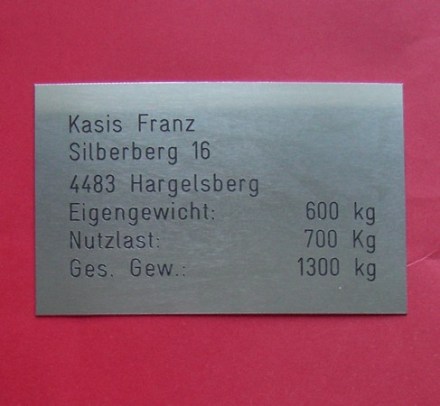 Kasis Franz
Silberberg 16
4483 Hargelsberg
Eigengewicht: 600 kg
Nutzlast: 700 Kg
Ges. Gew.: 1300 kg